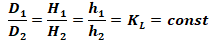 D₁/D₂ = H₁/H₂ = h₁/h₂ = K_L = const